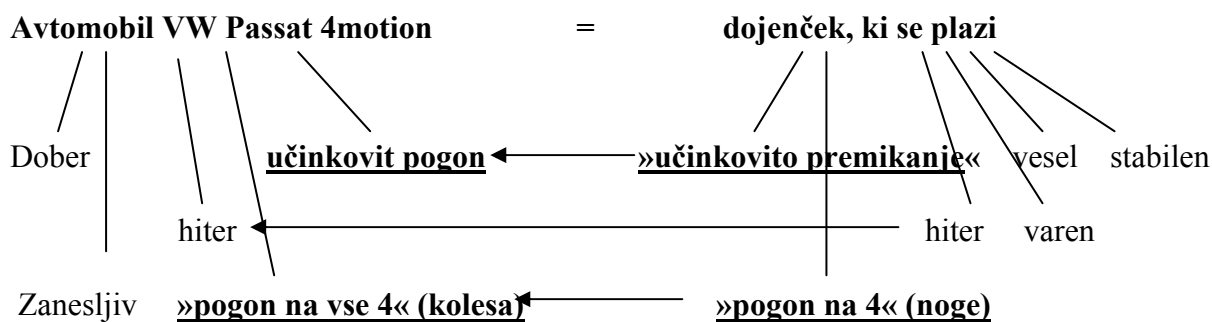 Avtomobil VW Passat 4motion = dojenček, ki se plazi
Dober učinkovit pogon »učinkovito premikanje« vesel stabilen
hiter hiter varen
Zanesljiv »pogon na vse 4« (kolesa) »pogon na 4« (noge)